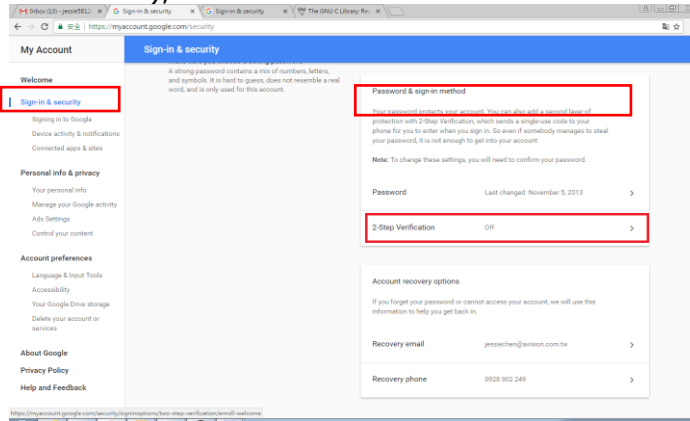 Inbox (13) - jessie5812
Sign-in & security
Sign-in & security
The GNU C Library: Re
安全 | https://myaccount.google.com/security
My Account
Sign-in & security
Welcome
Sign-in & security
Signing in to Google
Device activity & notifications
Connected apps & sites
Personal info & privacy
Your personal info
Manage your Google activity
Ads Settings
Control your content
Account preferences
Language & Input Tools
Accessibility
Your Google Drive storage
Delete your account or
services
About Google
Privacy Policy
Help and Feedback
A strong password contains a mix of numbers, letters,
and symbols. It is hard to guess, does not resemble a real
word, and is only used for this account.
Password & sign-in method
Your password protects your account. You can also add a second layer of
protection with 2-Step Verification, which sends a single-use code to your
phone for you to enter when you sign in. So even if somebody manages to steal
your password, it is not enough to get into your account.
Note: To change these settings, you will need to confirm your password.
Password Last changed: November 5, 2013
2-Step Verification Off
Account recovery options
If you forget your password or cannot access your account, we will use this
information to help you get back in.
Recovery email jessiechen@avision.com.tw
Recovery phone 0928 902 249
https://myaccount.google.com/security/signinoptions/two-step-verification/enroll-welcome